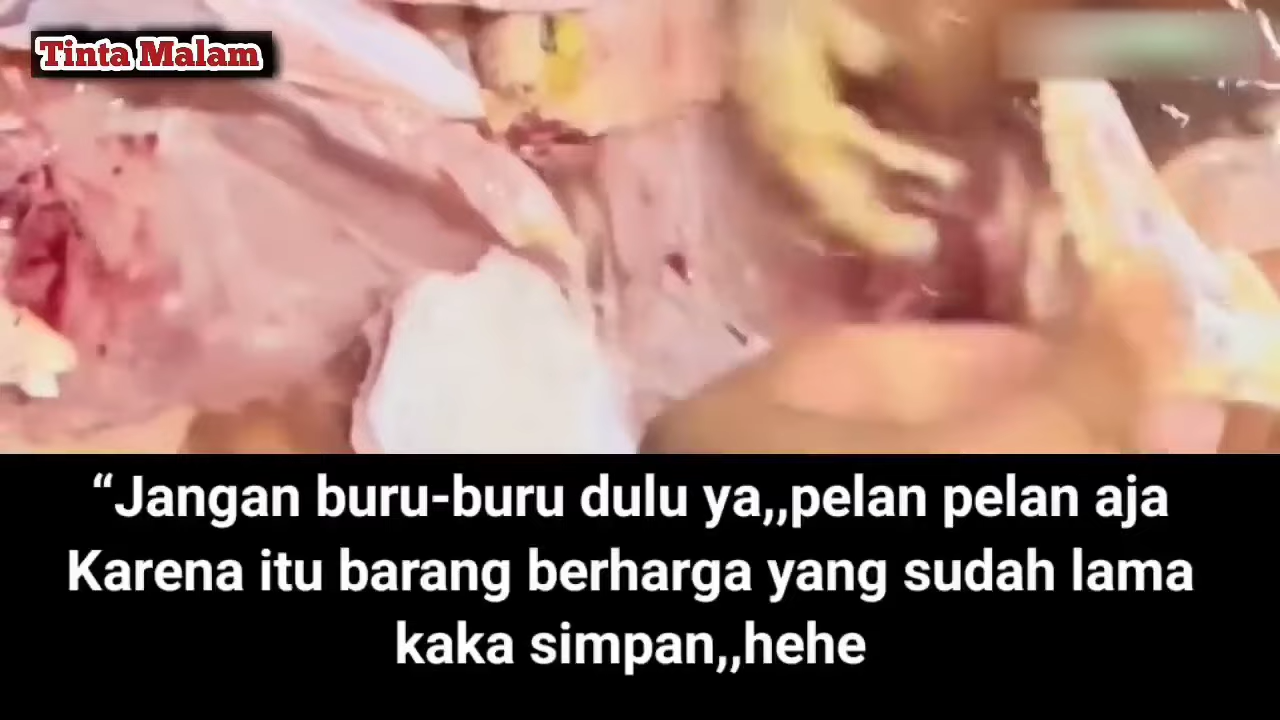 Tinta Malam
“Jangan buru-buru dulu ya,,pelan pelan aja
Karena itu barang berharga yang sudah lama
kaka simpan,,hehe